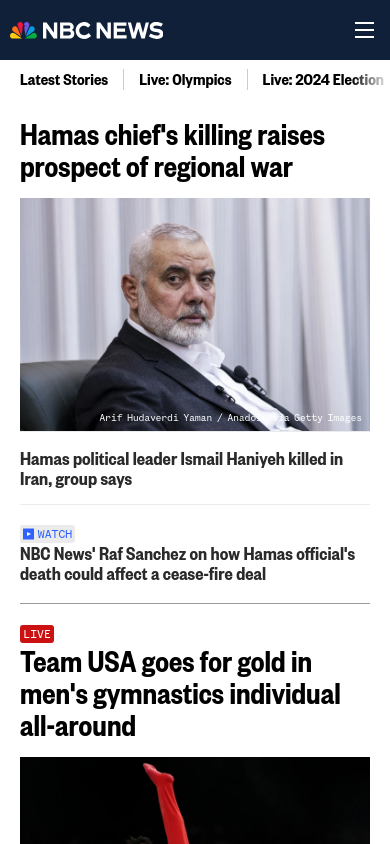 NBC NEWS
Latest Stories
Live: Olympics
Live: 2024 Election
Hamas chief's killing raises
prospect of regional war
Arif Hudaverdi Yaman / Anadolu via Getty Images
Hamas political leader Ismail Haniyeh killed in
Iran, group says
WATCH
NBC News' Raf Sanchez on how Hamas official's
death could affect a cease-fire deal
LIVE
Team USA goes for gold in
men's gymnastics individual
all-around